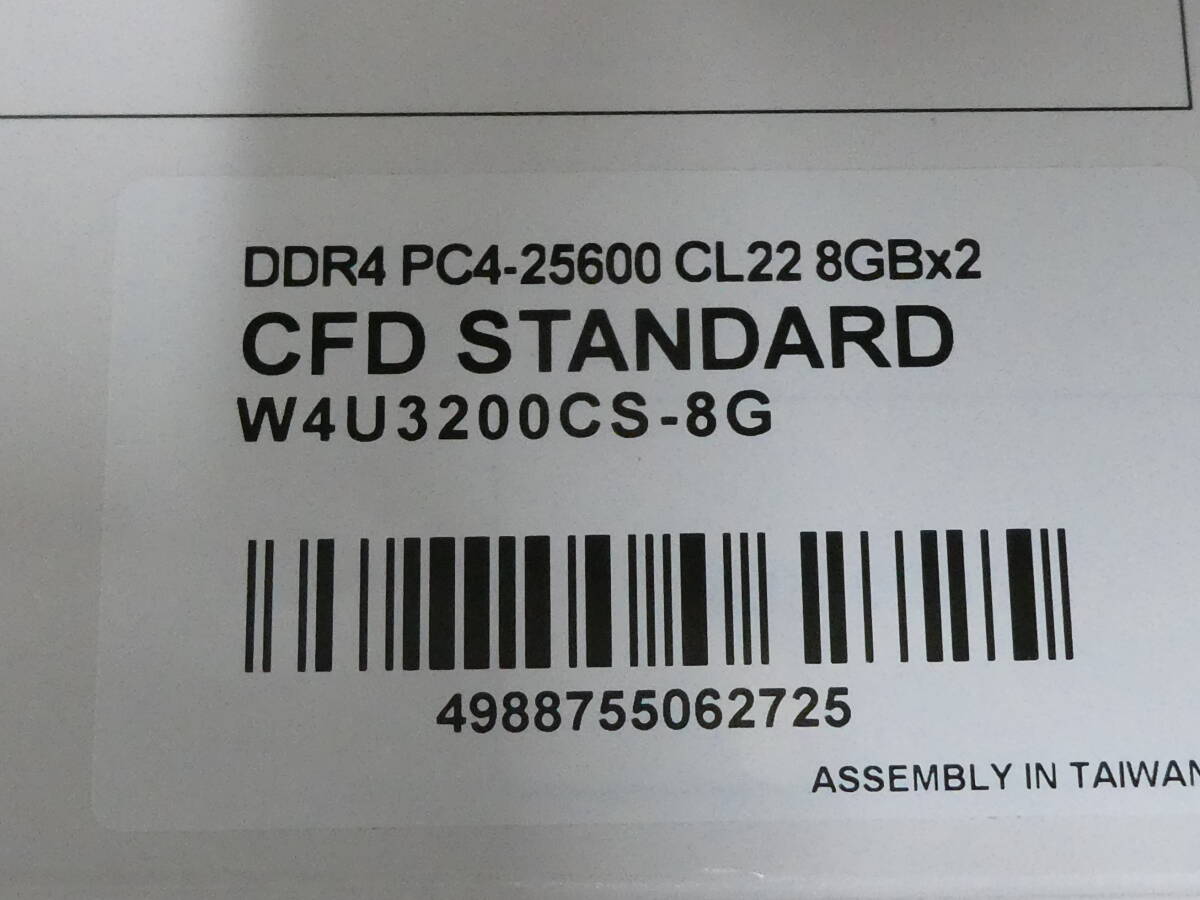 DDR4 PC4-25600 CL22 8GBx2
CFD STANDARD
W4U3200CS-8G
4988755062725
ASSEMBLY IN TAIWAN